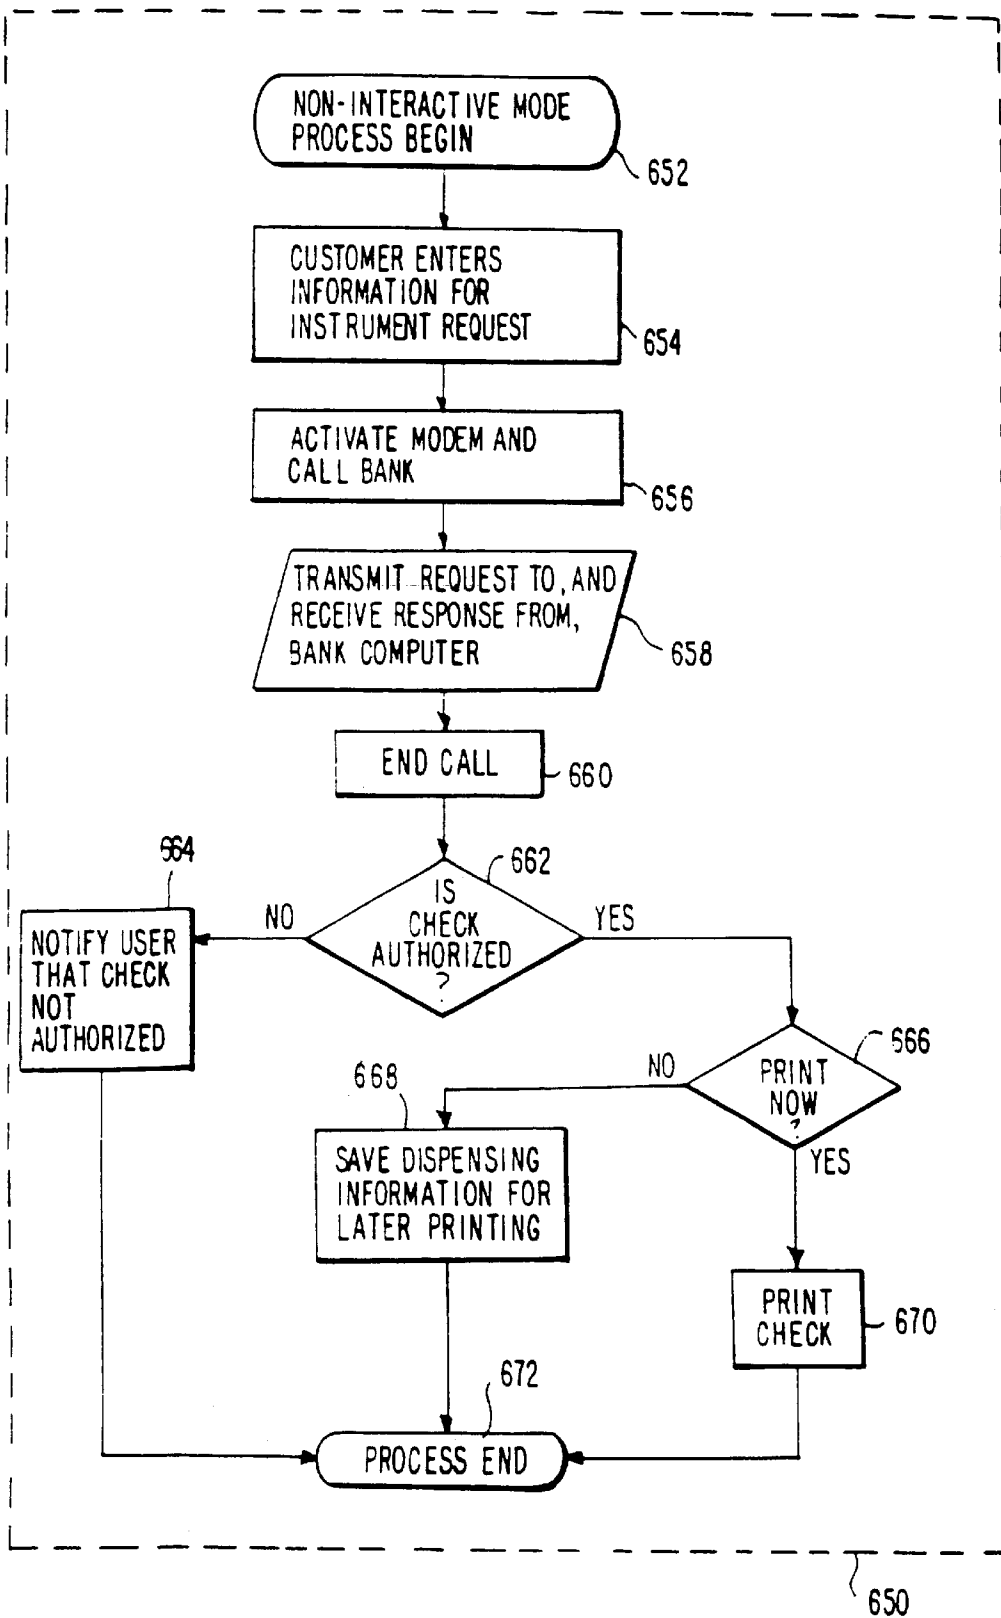 NON-INTERACTIVE MODE
PROCESS BEGIN
652
CUSTOMER ENTERS
INFORMATION FOR
INSTRUMENT REQUEST
654
ACTIVATE MODEM AND
CALL BANK
656
TRANSMIT REQUEST TO, AND
RECEIVE RESPONSE FROM,
BANK COMPUTER
658
END CALL
660
662
IS
CHECK
AUTHORIZED
?
NO
YES
664
NOTIFY USER
THAT CHECK
NOT
AUTHORIZED
666
PRINT
NOW
?
NO
YES
668
SAVE DISPENSING
INFORMATION FOR
LATER PRINTING
PRINT
CHECK
670
672
PROCESS END
650